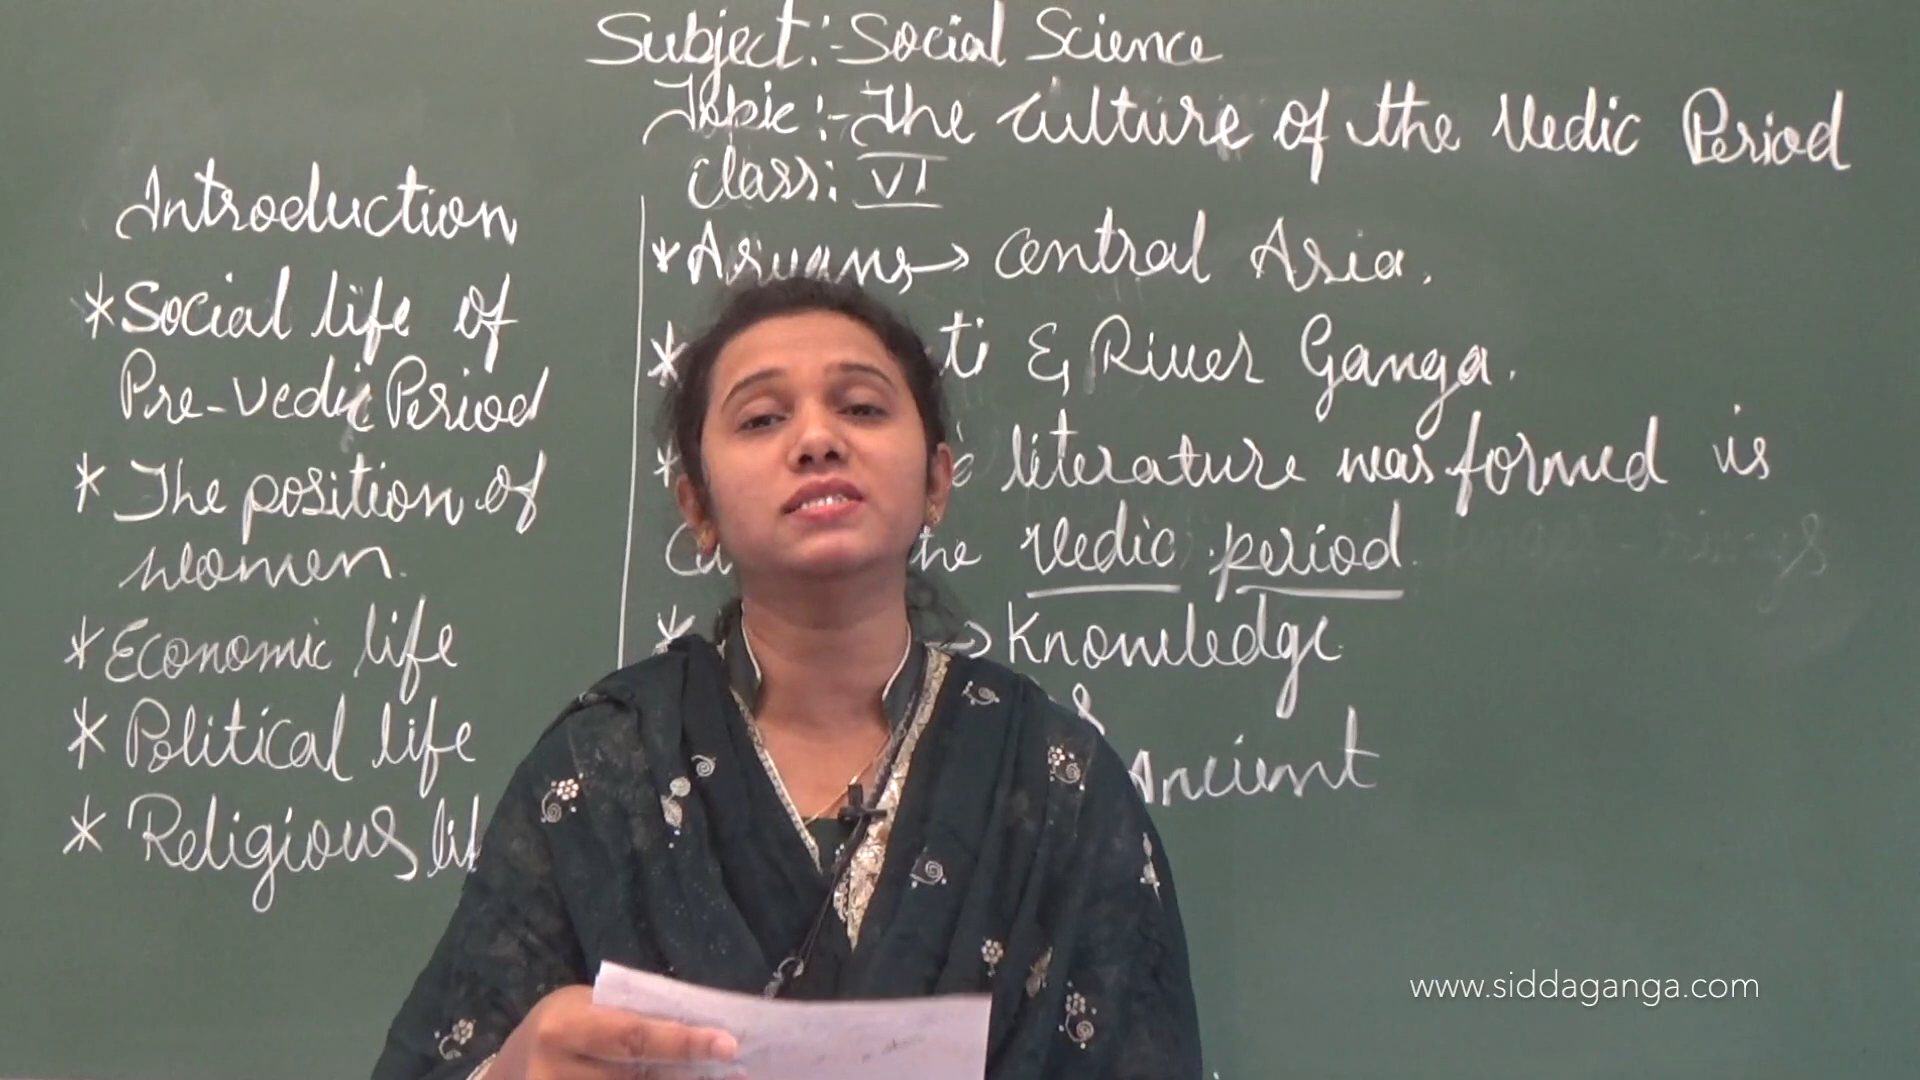 Subject:-Social Science
Topic:-The culture of the Vedic Period
Class: VI
Introduction
*Social life of
Pre-vedic Period
* The position of
women.
*Economic life
* Political life
* Religious
*Aryans→ Central Asia.
* & River Ganga.
* literature was formed is
Vedic period.
* → Knowledge
Ancient
www.siddaganga.com